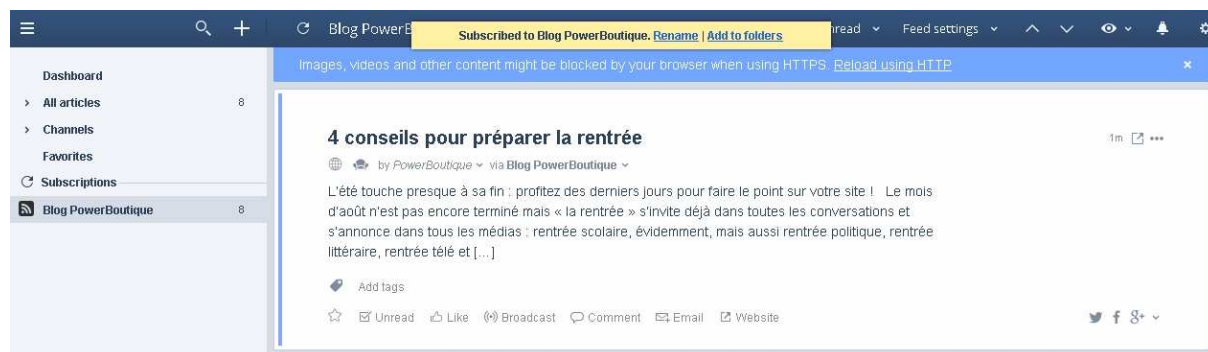 Blog PowerB
Subscribed to Blog PowerBoutique. Rename | Add to folders
read
Feed settings
Images, videos and other content might be blocked by your browser when using HTTPS. Reload using HTTP
Dashboard
All articles 8
Channels
Favorites
Subscriptions
Blog PowerBoutique 8
4 conseils pour préparer la rentrée
1m
by PowerBoutique via Blog PowerBoutique
L'été touche presque à sa fin : profitez des derniers jours pour faire le point sur votre site ! Le mois
d'août n'est pas encore terminé mais « la rentrée » s'invite déjà dans toutes les conversations et
s'annonce dans tous les médias : rentrée scolaire, évidemment, mais aussi rentrée politique, rentrée
littéraire, rentrée télé et [...]
Add tags
Unread Like Broadcast Comment Email Website